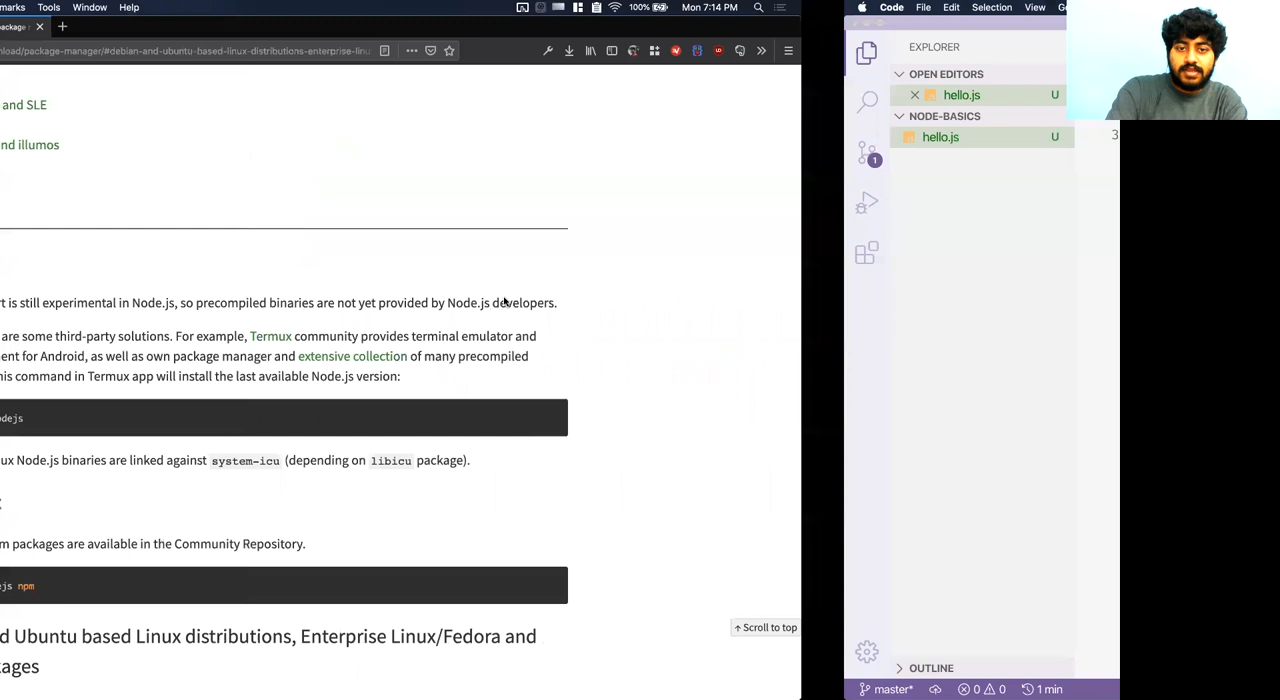 marks Tools Window Help 100% Mon 7:14 PM
package
nload/package-manager/#debian-and-ubuntu-based-linux-distributions-enterprise-linu
and SLE
nd illumos
rt is still experimental in Node.js, so precompiled binaries are not yet provided by Node.js developers.
are some third-party solutions. For example, Termux community provides terminal emulator and
ent for Android, as well as own package manager and extensive collection of many precompiled
his command in Termux app will install the last available Node.js version:
odejs
ux Node.js binaries are linked against system-icu (depending on libicu package).
m packages are available in the Community Repository.
ejs npm
d Ubuntu based Linux distributions, Enterprise Linux/Fedora and
kages
Scroll to top
Code File Edit Selection View G
EXPLORER
OPEN EDITORS
hello.js U
NODE-BASICS
hello.js U
3
1
OUTLINE
master* 0 0 1 min